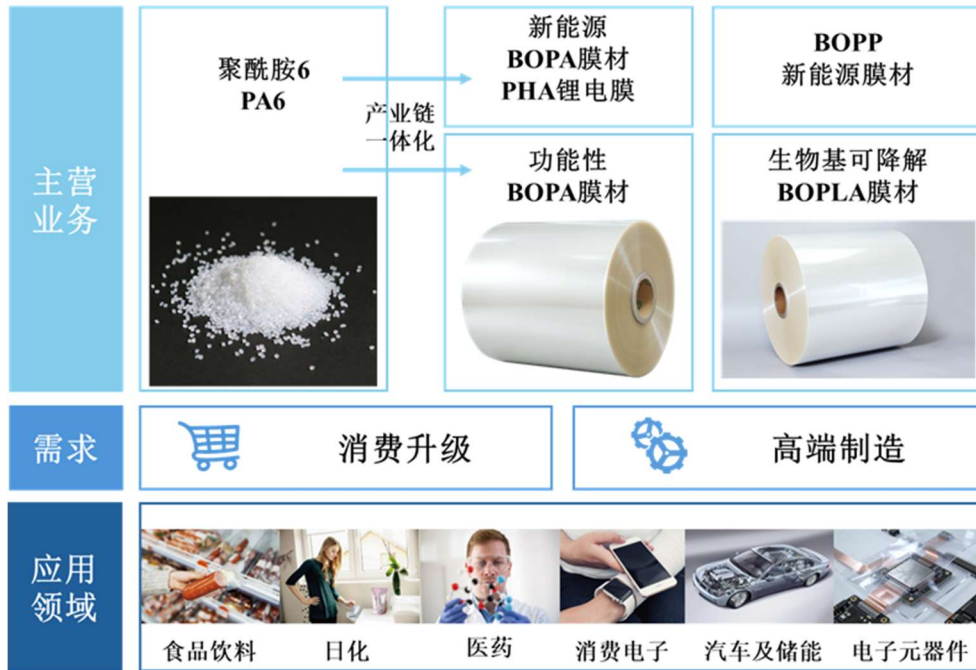 主营
业务
聚酰胺6
PA6
产业链
一体化
新能源
BOPA膜材
PHA锂电膜
BOPP
新能源膜材
功能性
BOPA膜材
生物基可降解
BOPLA膜材
需求
消费升级
高端制造
应用
领域
食品饮料
日化
医药
消费电子
汽车及储能
电子元器件